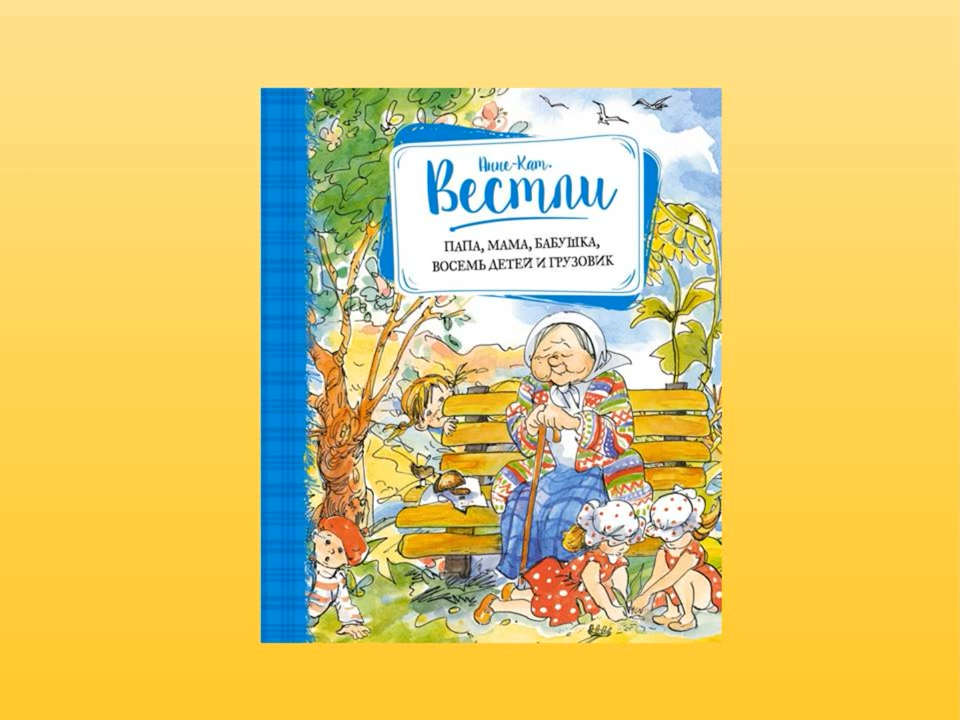 Анне-Кат.
Вестли
ПАПА, МАМА, БАБУШКА,
ВОСЕМЬ ДЕТЕЙ И ГРУЗОВИК